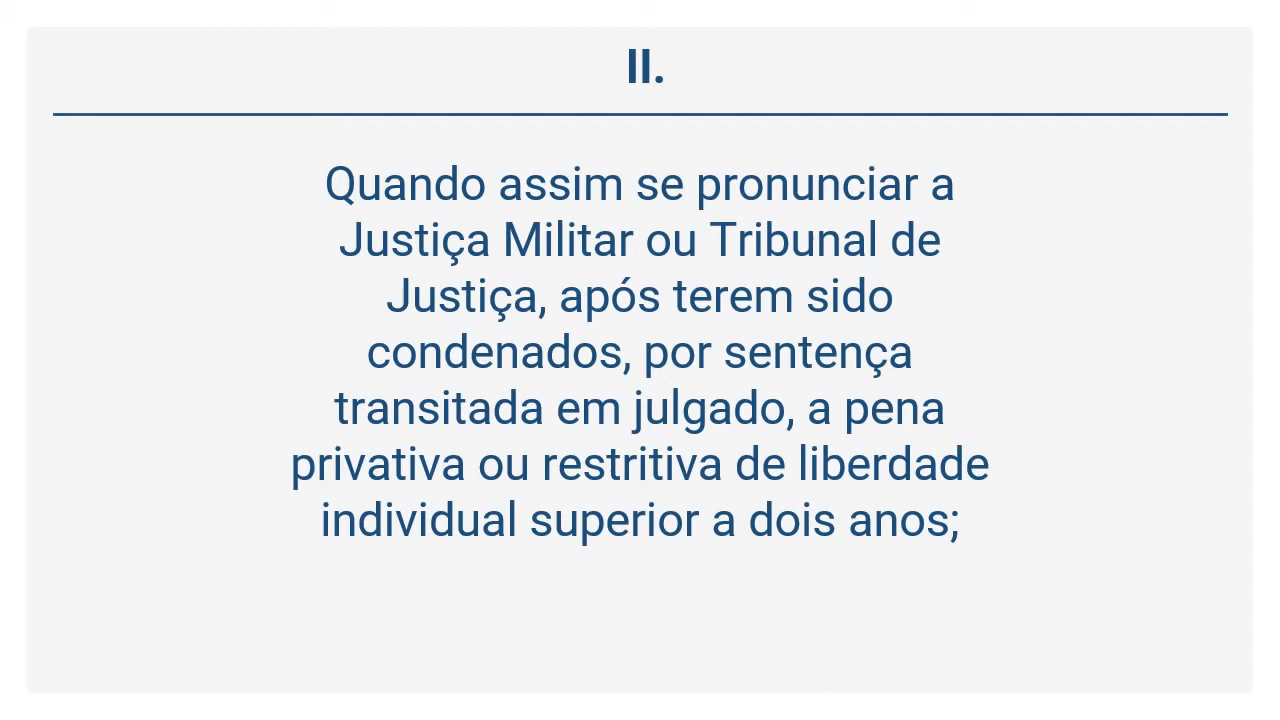 II.
Quando assim se pronunciar a
Justiça Militar ou Tribunal de
Justiça, após terem sido
condenados, por sentença
transitada em julgado, a pena
privativa ou restritiva de liberdade
individual superior a dois anos;